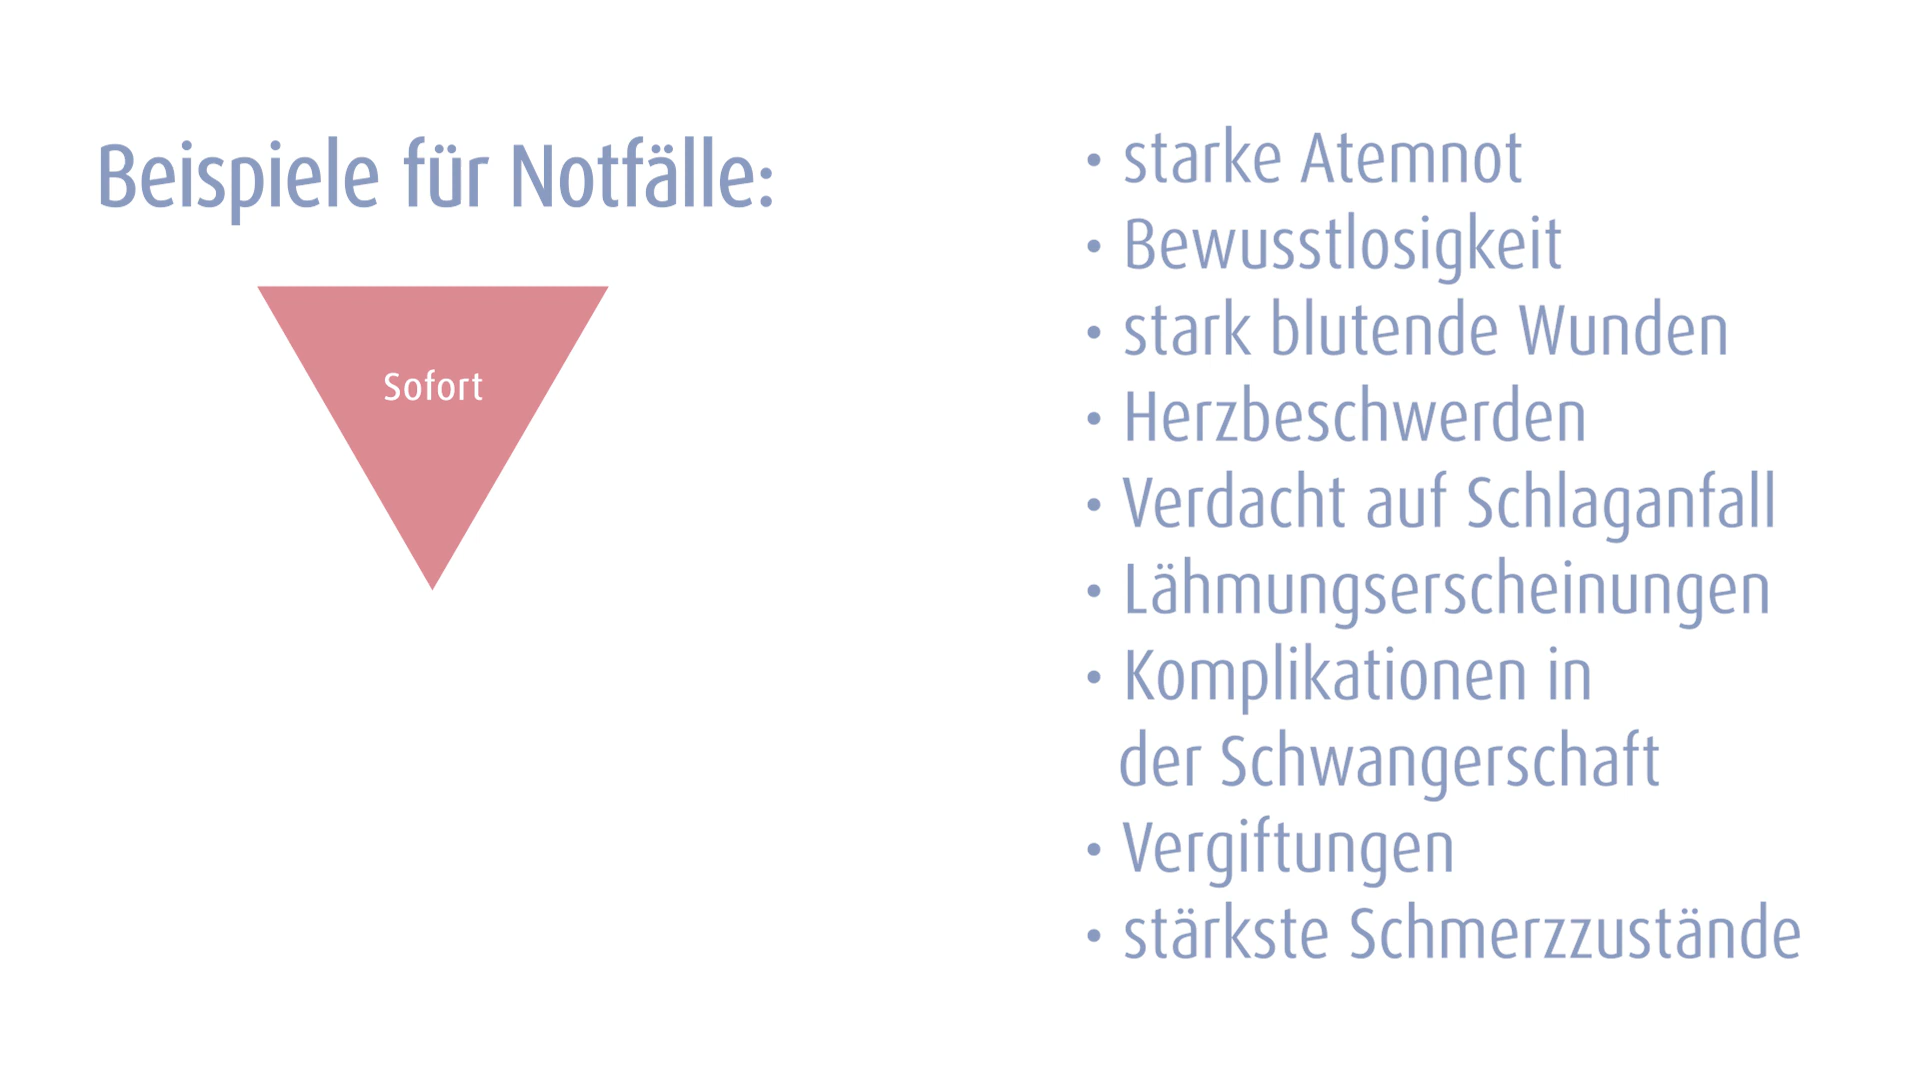 Beispiele für Notfälle:
Sofort
• starke Atemnot
• Bewusstlosigkeit
• stark blutende Wunden
• Herzbeschwerden
• Verdacht auf Schlaganfall
• Lähmungserscheinungen
• Komplikationen in
der Schwangerschaft
• Vergiftungen
• stärkste Schmerzzustände